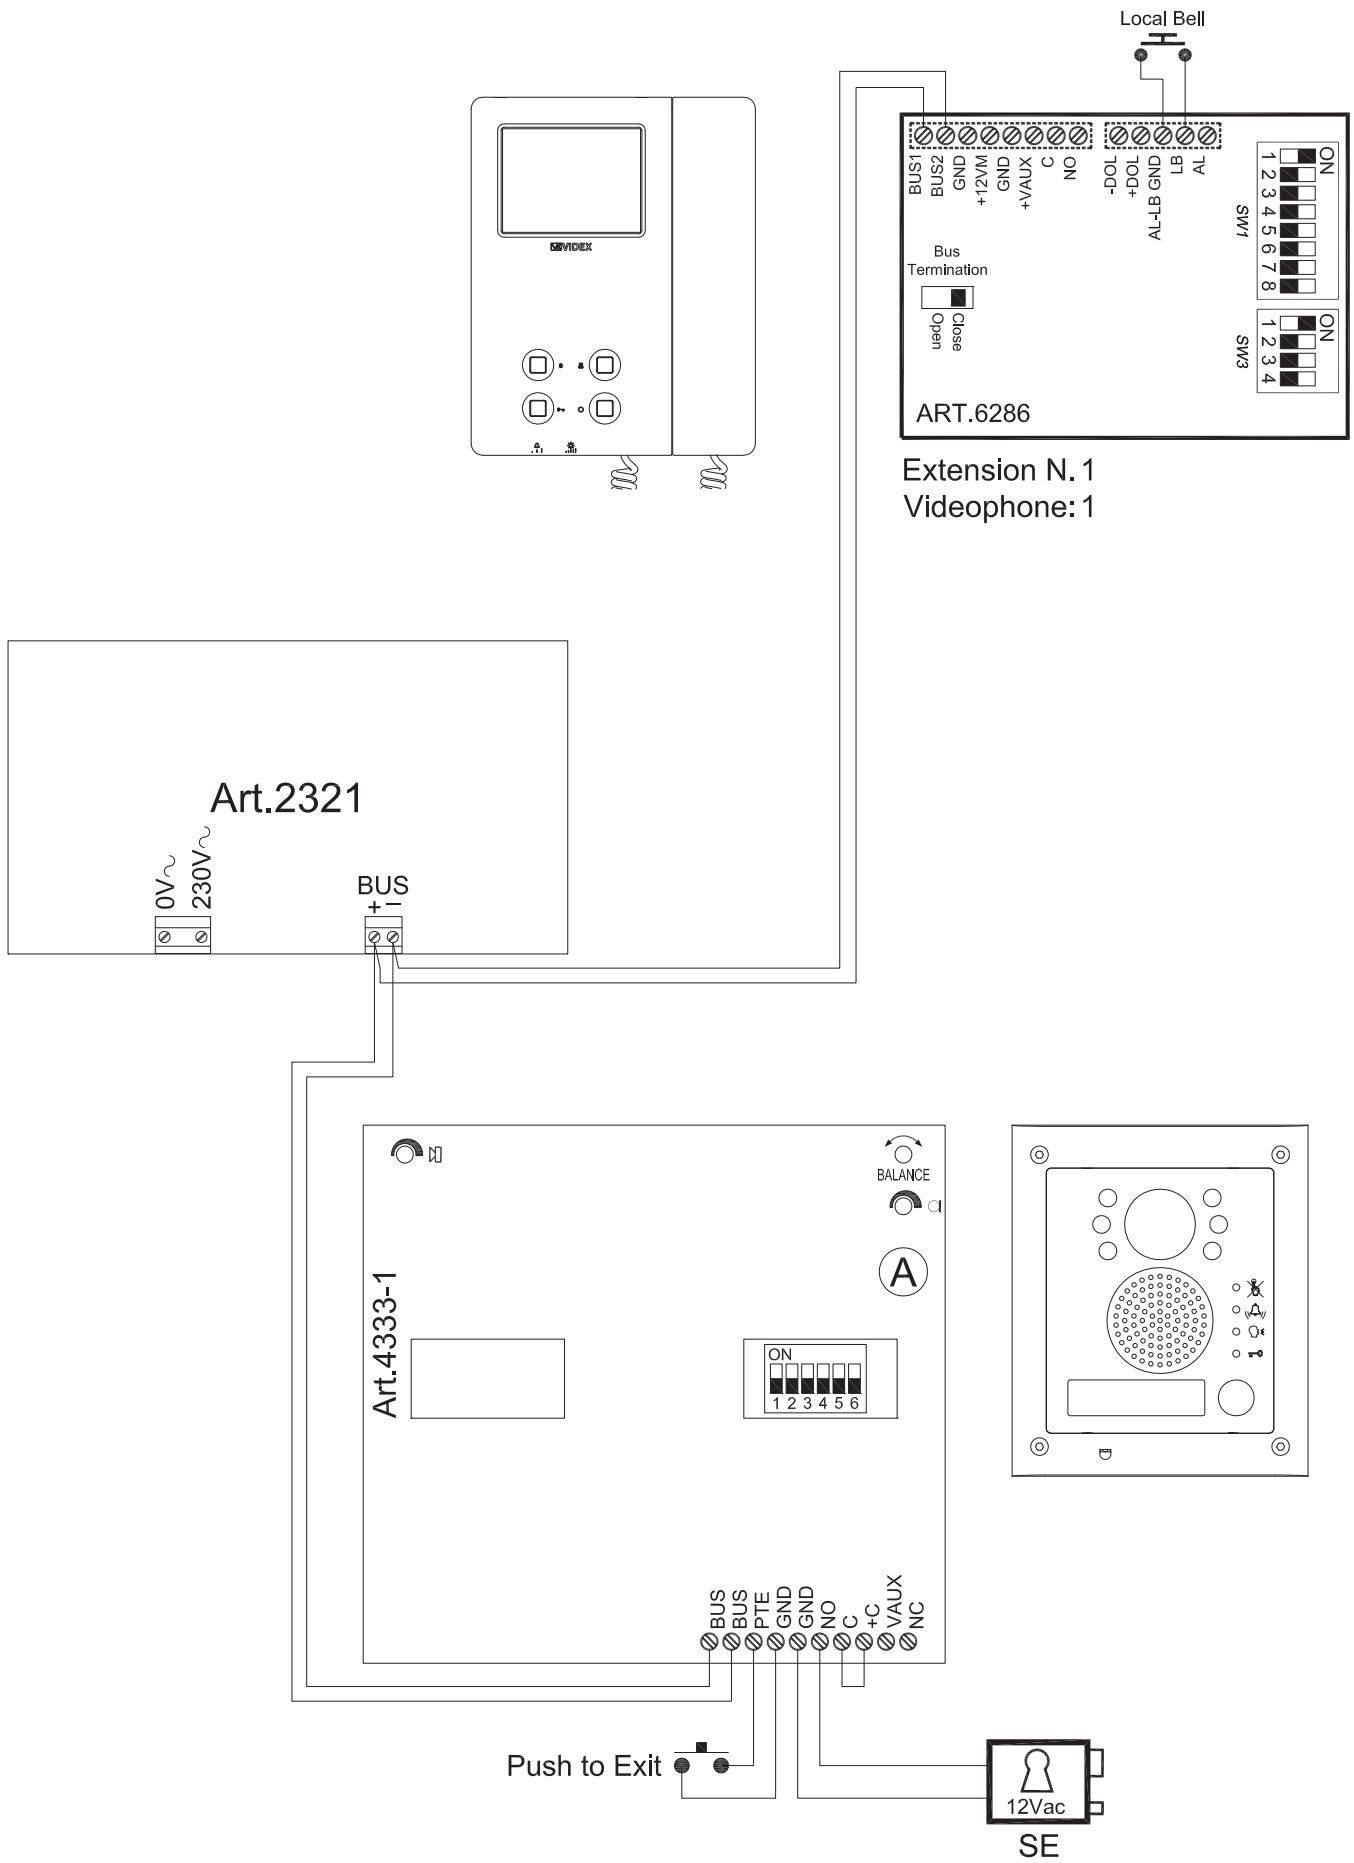 Local Bell
BUS1
BUS2
GND
+12VM
GND
+VAUX
C
NO
-DOL
+DOL
AL-LB GND
LB
AL
ON
1 2 3 4 5 6 7 8
SW1
Bus
Termination
Open
Close
ON
1 2 3 4
SW3
ART.6286
Extension N.1
Videophone:1
VIDEX
Art.2321
0V~
230V~
BUS
+ −
BALANCE
A
Art.4333-1
ON
1 2 3 4 5 6
BUS
BUS
PTE
GND
GND
NO
C
+C
VAUX
NC
Push to Exit
12Vac
SE